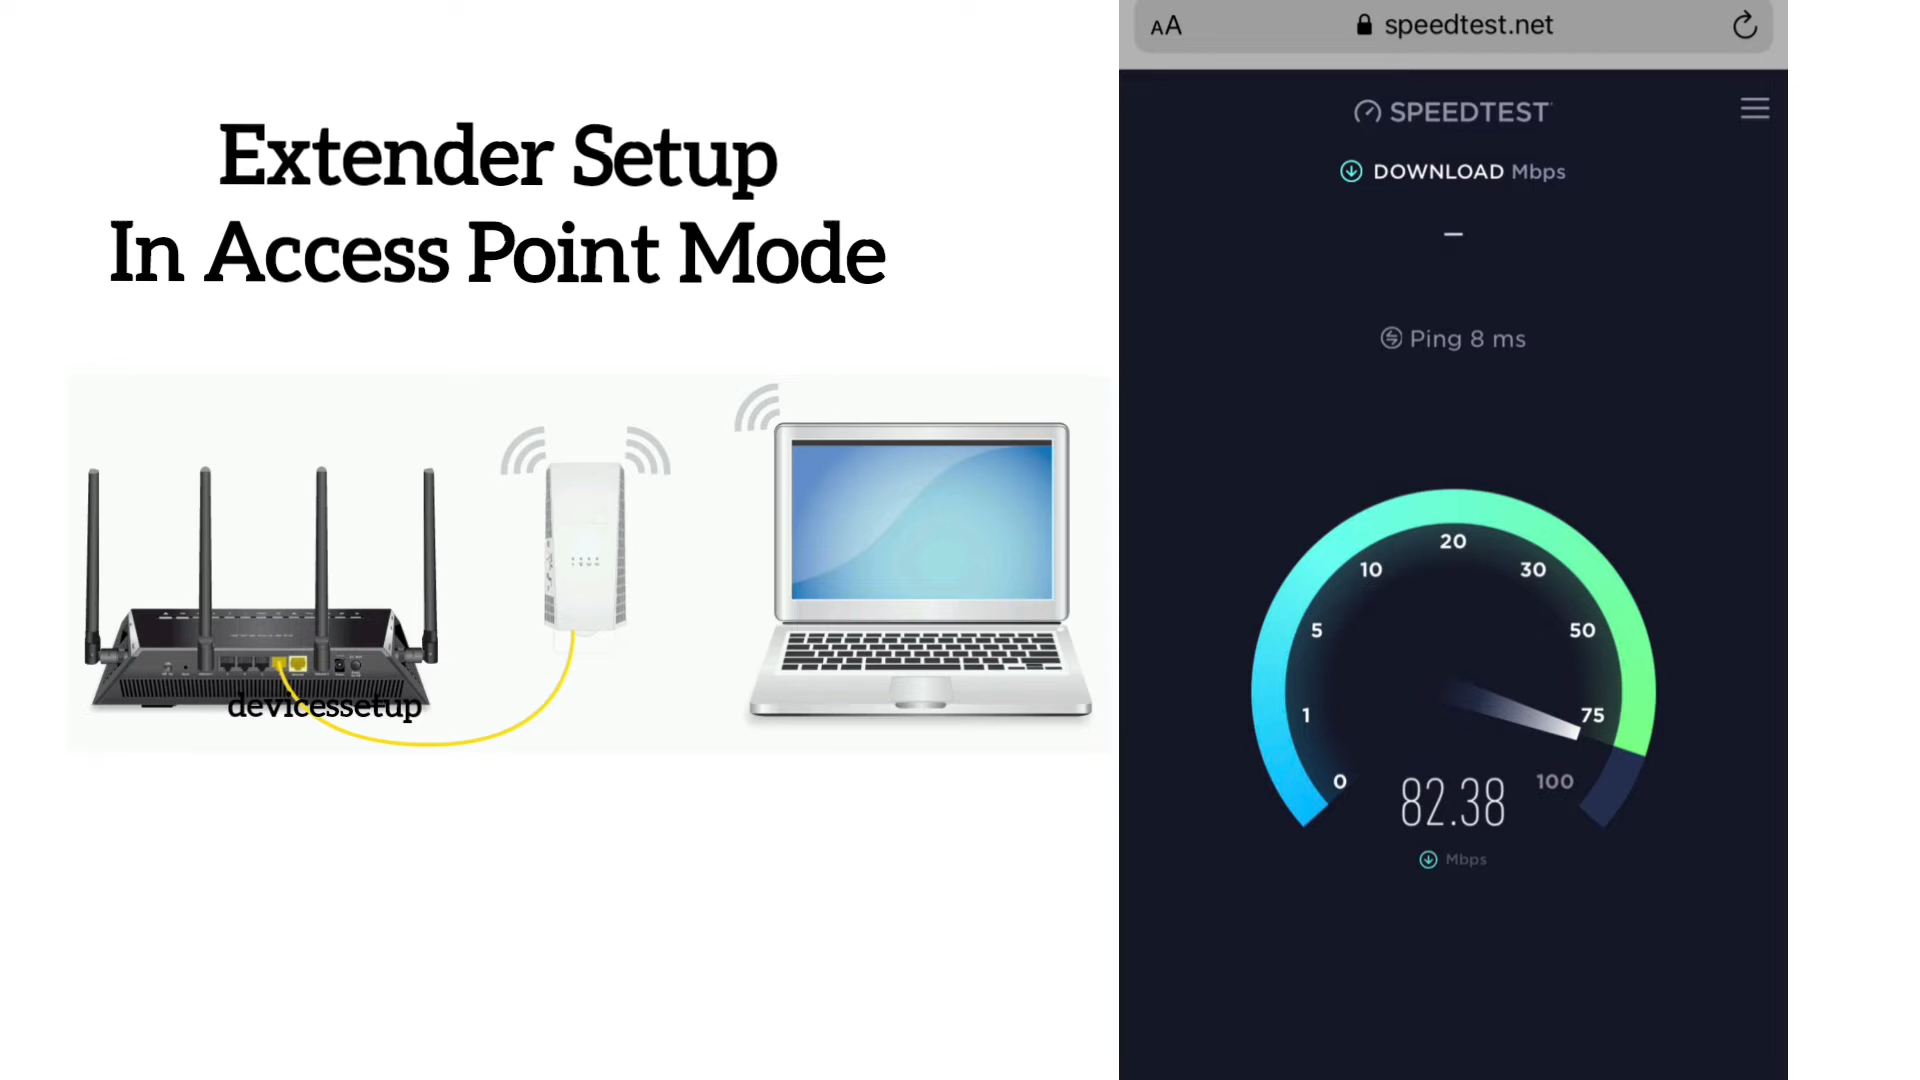 Extender Setup
In Access Point Mode
devicessetup
AA
speedtest.net
SPEEDTEST
DOWNLOAD Mbps
—
Ping 8 ms
0
1
5
10
20
30
50
75
100
82.38
Mbps